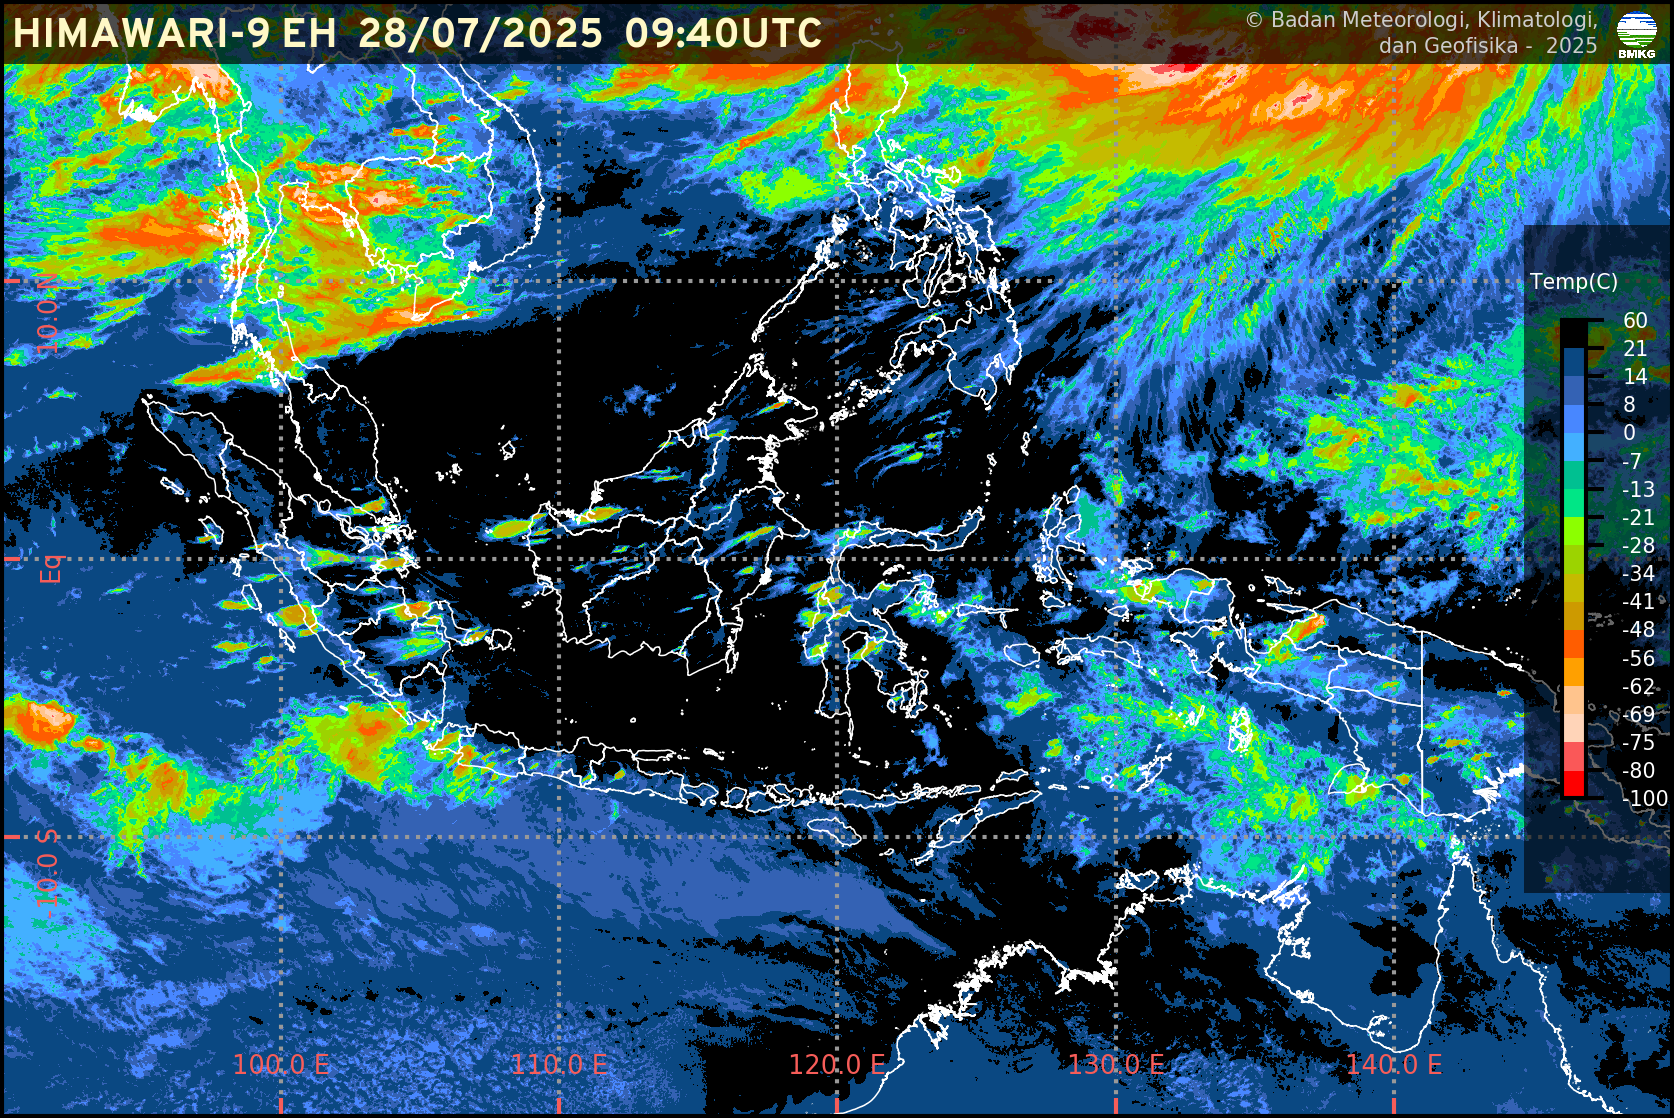 HIMAWARI-9 EH 28/07/2025 09:40UTC
© Badan Meteorologi, Klimatologi,
dan Geofisika - 2025
BMKG
Temp(C)
60
21
14
8
0
-7
-13
-21
-28
-34
-41
-48
-56
-62
-69
-75
-80
-100
10.0 N
Eq
-10.0 S
100.0 E
110.0 E
120.0 E
130.0 E
140.0 E